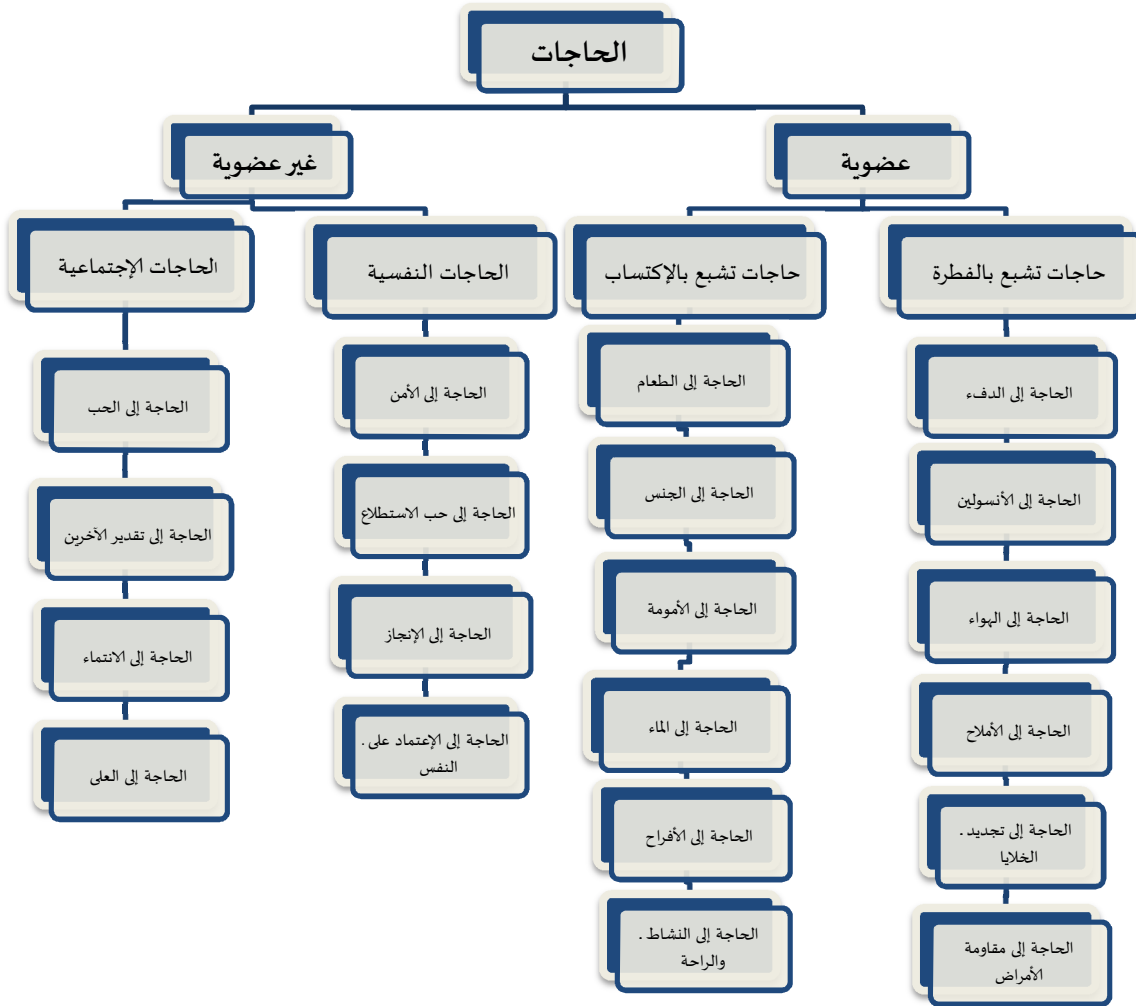 الحاجات
عضوية
غير عضوية
حاجات تشبع بالفطرة
حاجات تشبع بالإكتساب
الحاجات النفسية
الحاجات الإجتماعية
الحاجة إلى الدفء
الحاجة إلى الأنسولين
الحاجة إلى الهواء
الحاجة إلى الأملاح
الحاجة إلى تجديد .
الخلايا
الحاجة إلى مقاومة
الأمراض
الحاجة إلى الطعام
الحاجة إلى الجنس
الحاجة إلى الأمومة
الحاجة إلى الماء
الحاجة إلى الأفراح
الحاجة إلى النشاط .
والراحة
الحاجة إلى الأمن
الحاجة إلى حب الاستطلاع
الحاجة إلى الإنجاز
الحاجة إلى الإعتماد على .
النفس
الحاجة إلى الحب
الحاجة إلى تقدير الآخرين
الحاجة إلى الانتماء
الحاجة إلى العلى